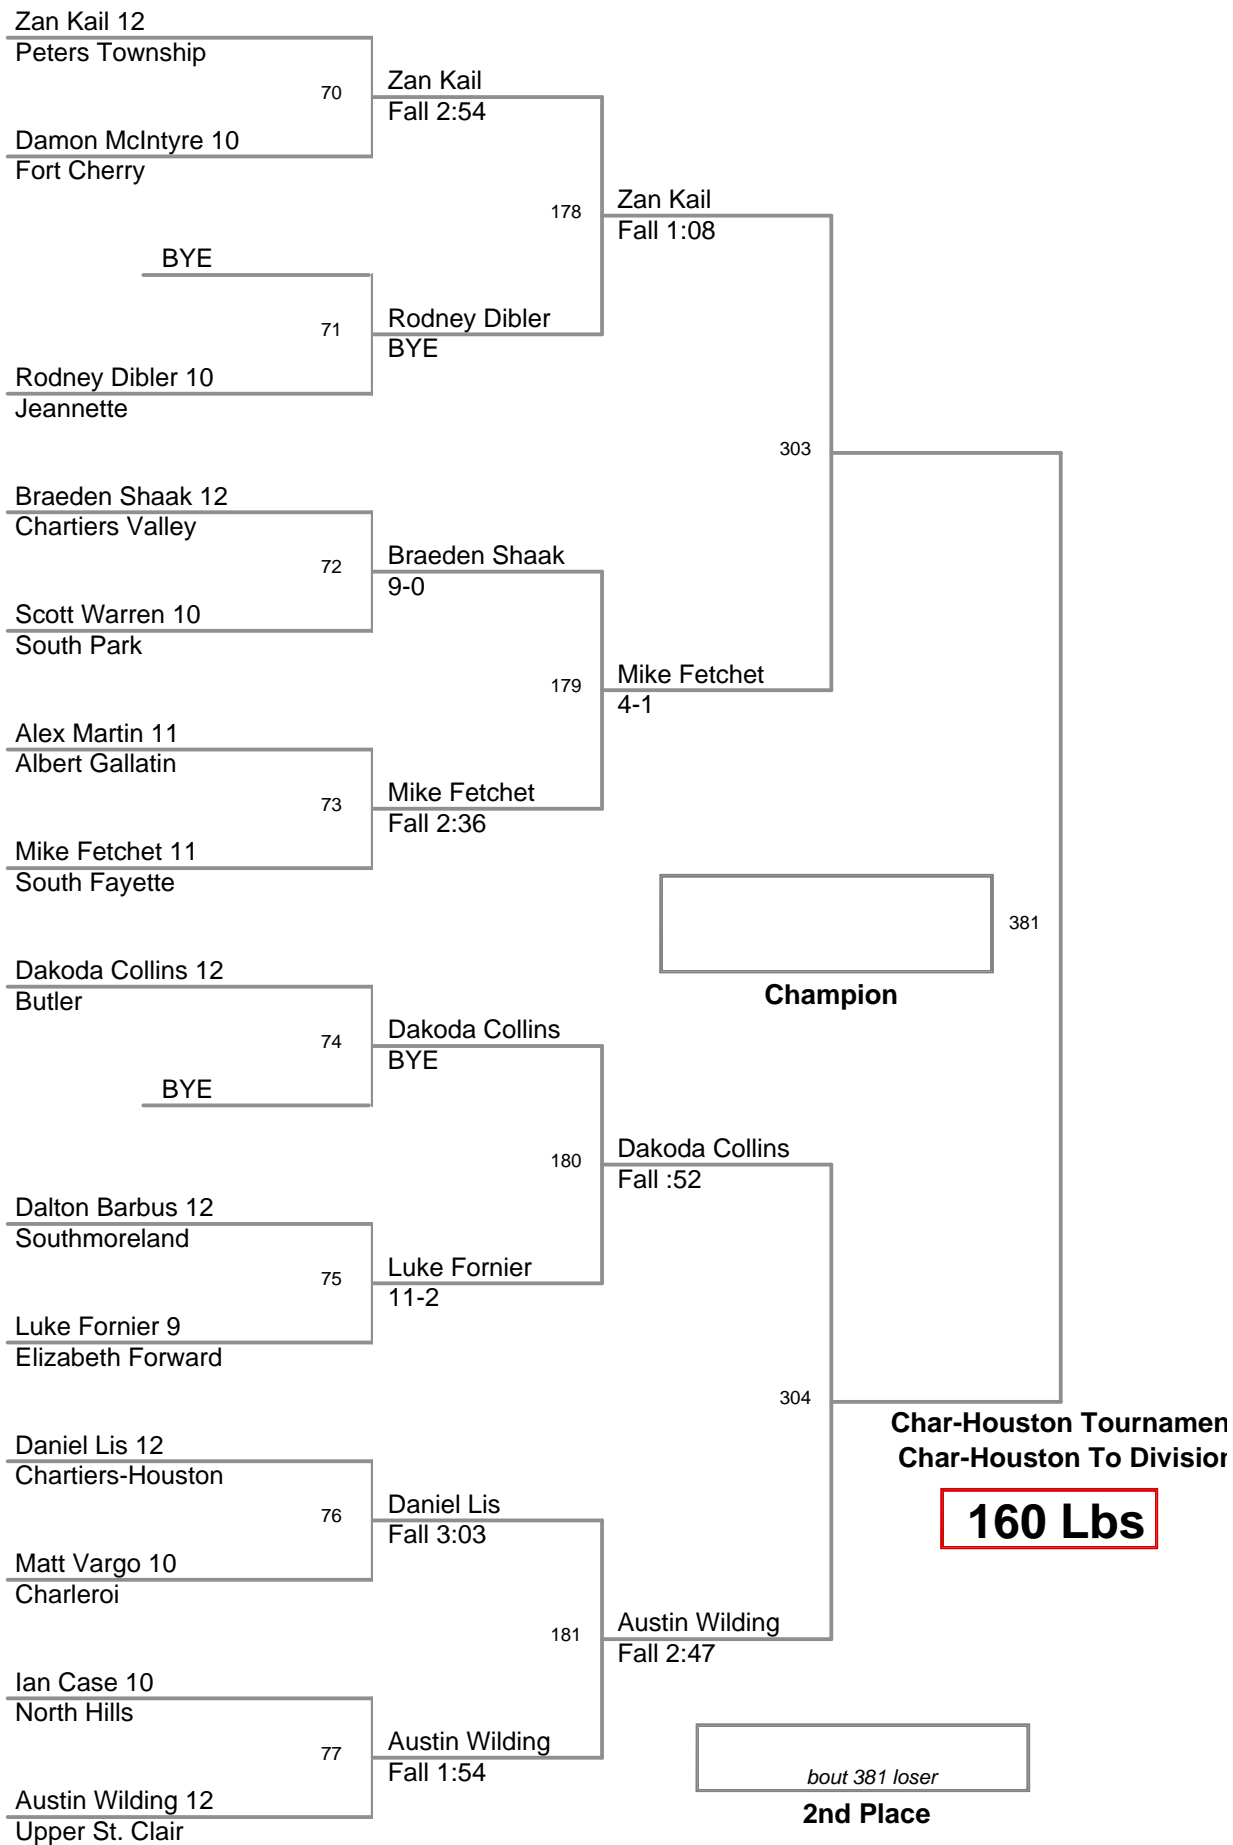 Zan Kail 12
Peters Township
70
Zan Kail
Fall 2:54
Damon McIntyre 10
Fort Cherry
178
Zan Kail
Fall 1:08
BYE
71
Rodney Dibler
BYE
Rodney Dibler 10
Jeannette
303
Braeden Shaak 12
Chartiers Valley
72
Braeden Shaak
9-0
Scott Warren 10
South Park
179
Mike Fetchet
4-1
Alex Martin 11
Albert Gallatin
73
Mike Fetchet
Fall 2:36
Mike Fetchet 11
South Fayette
381
Champion
Dakoda Collins 12
Butler
74
Dakoda Collins
BYE
BYE
180
Dakoda Collins
Fall :52
Dalton Barbus 12
Southmoreland
75
Luke Fornier
11-2
Luke Fornier 9
Elizabeth Forward
304
Char-Houston Tournamen
Char-Houston To Division
160 Lbs
Daniel Lis 12
Chartiers-Houston
76
Daniel Lis
Fall 3:03
Matt Vargo 10
Charleroi
181
Austin Wilding
Fall 2:47
Ian Case 10
North Hills
77
Austin Wilding
Fall 1:54
Austin Wilding 12
Upper St. Clair
bout 381 loser
2nd Place